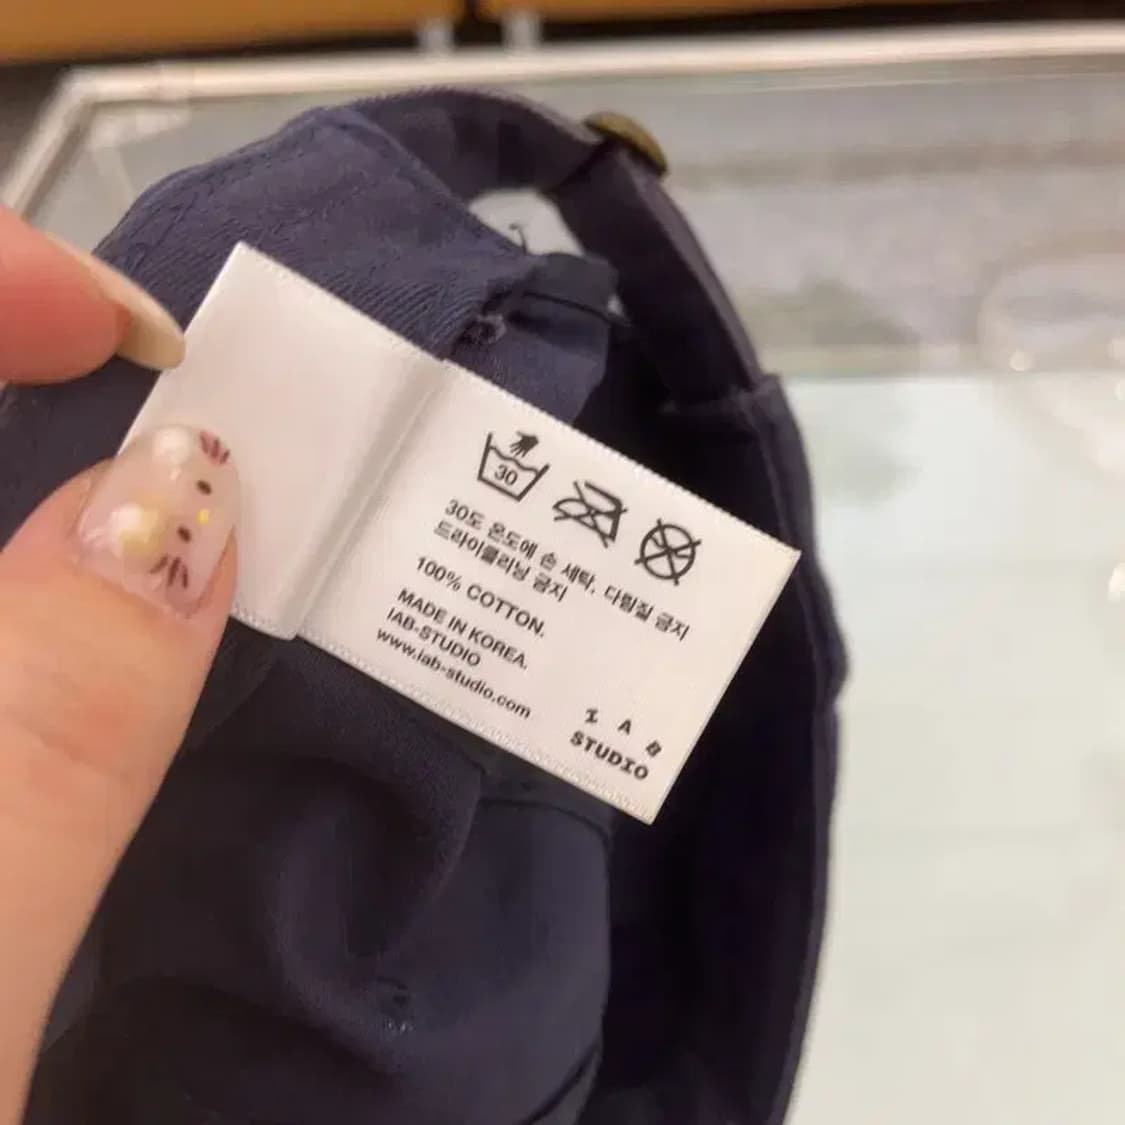 30
30도 온도에 손 세탁, 다림질 금지
드라이클리닝 금지
100% COTTON.
MADE IN KOREA.
IAB-STUDIO
www.iab-studio.com
I A B
STUDIO